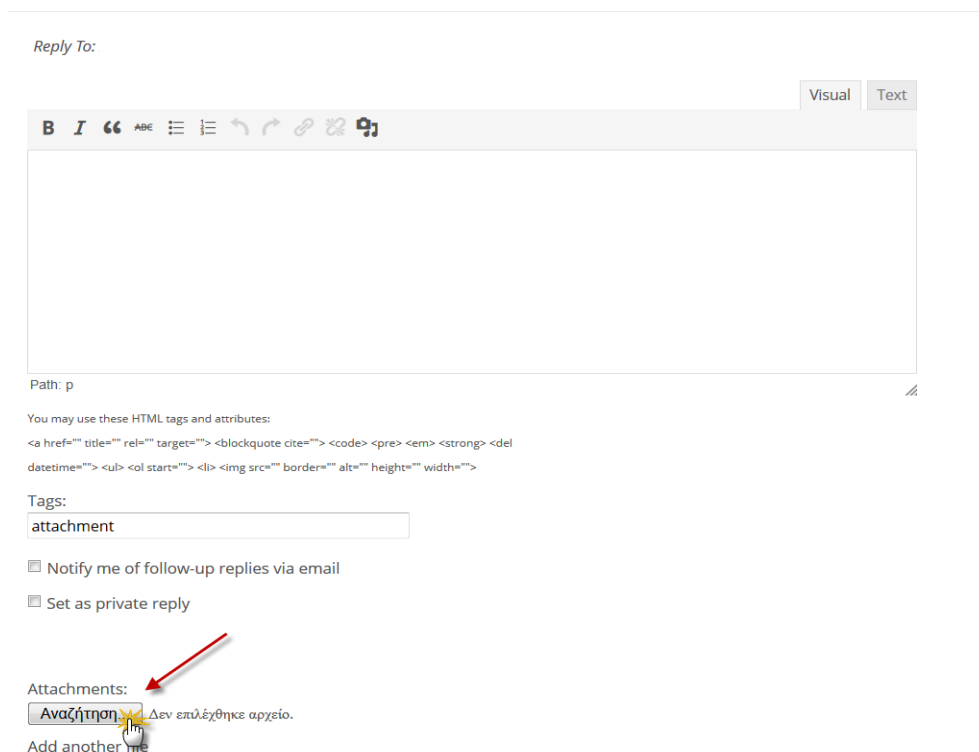 Reply To:
Visual Text
B I ABC
Path: p
You may use these HTML tags and attributes:
<a href="" title="" rel="" target=""> <blockquote cite=""> <code> <pre> <em> <strong> <del
datetime=""> <ul> <ol start=""> <li> <img src="" border="" alt="" height="" width="">
Tags:
attachment
Notify me of follow-up replies via email
Set as private reply
Attachments:
Αναζήτηση... Δεν επιλέχθηκε αρχείο.
Add another file